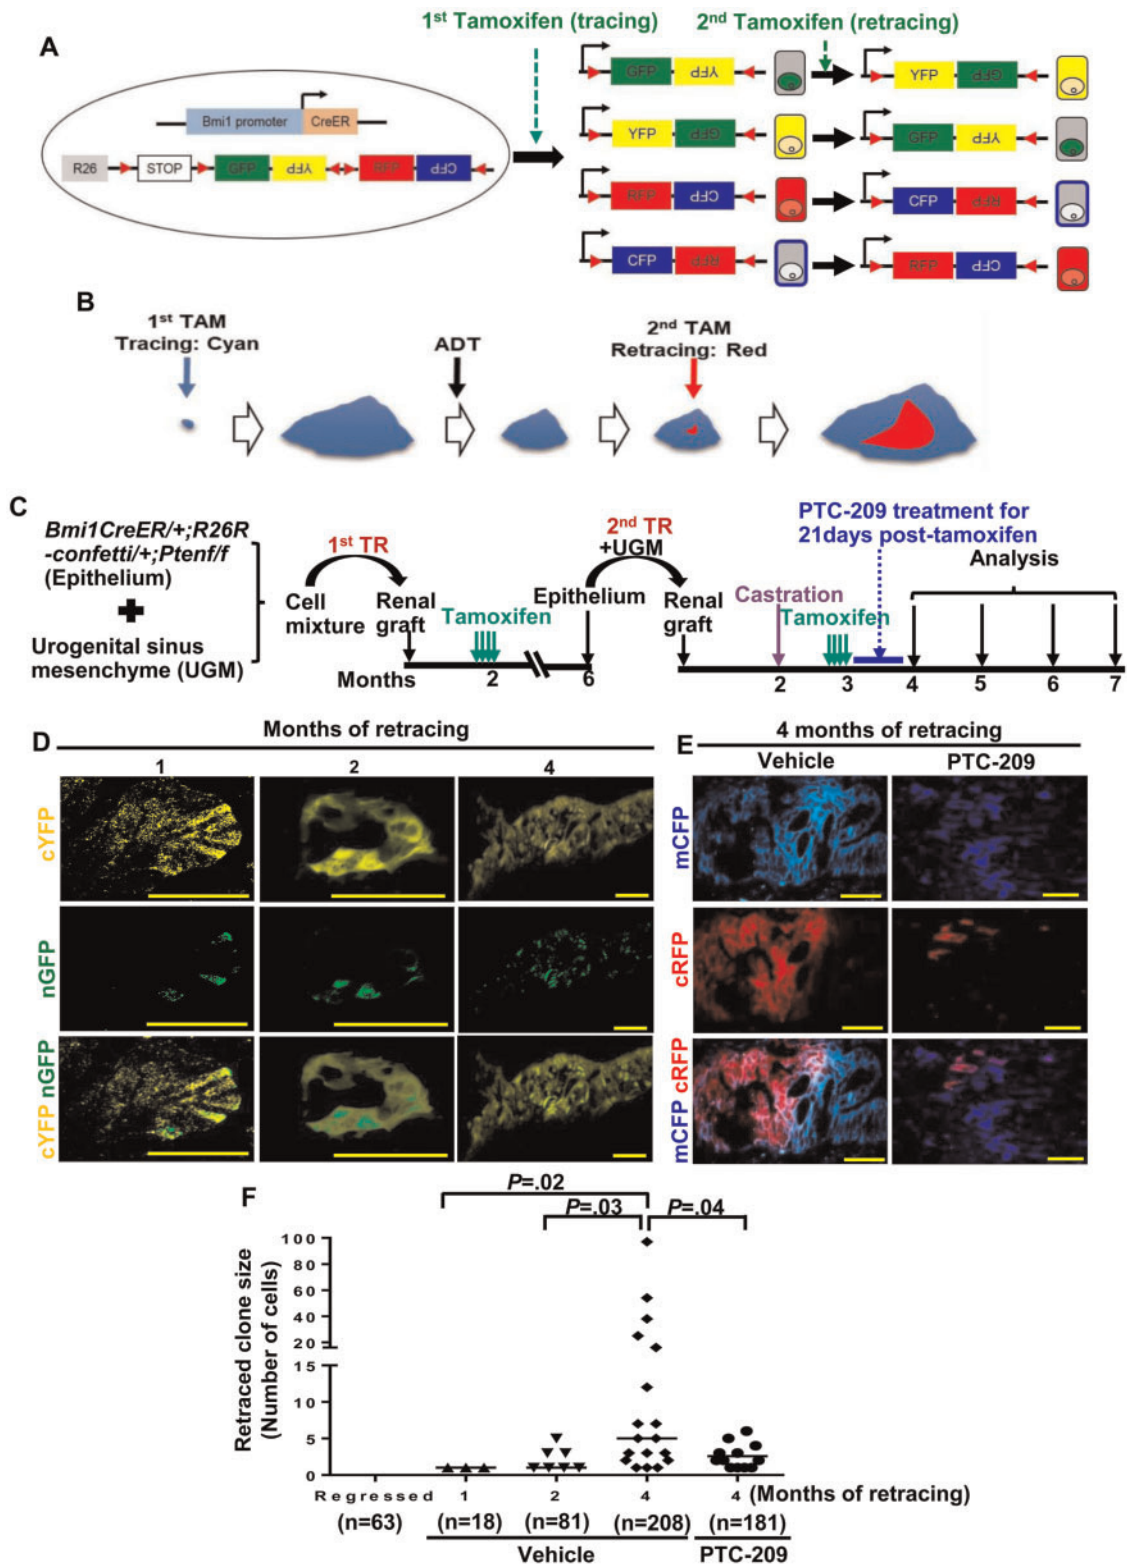 A
1st Tamoxifen (tracing)
2nd Tamoxifen (retracing)
Bmi1 promoter CreER
R26 STOP GFP YFP RFP CFP
GFP YFP
YFP GFP
YFP GFP
GFP YFP
RFP CFP
CFP RFP
CFP RFP
RFP CFP
B
1st TAM
Tracing: Cyan
ADT
2nd TAM
Retracing: Red
C
Bmi1CreER/+;R26R
-confetti/+;Ptenf/f
(Epithelium)
Urogenital sinus
mesenchyme (UGM)
1st TR
Cell
mixture
Renal
graft
Tamoxifen
Months
2
6
Epithelium
2nd TR
+UGM
Renal
graft
Castration
Tamoxifen
PTC-209 treatment for
21days post-tamoxifen
Analysis
2 3 4 5 6 7
D
Months of retracing
1 2 4
cYFP
nGFP
cYFP nGFP
E
4 months of retracing
Vehicle PTC-209
mCFP
cRFP
mCFP cRFP
F
P=.02
P=.03
P=.04
Retraced clone size
(Number of cells)
100
80
60
40
20
15
10
5
0
Regressed 1 2 4 4 (Months of retracing)
(n=63) (n=18) (n=81) (n=208) (n=181)
Vehicle PTC-209